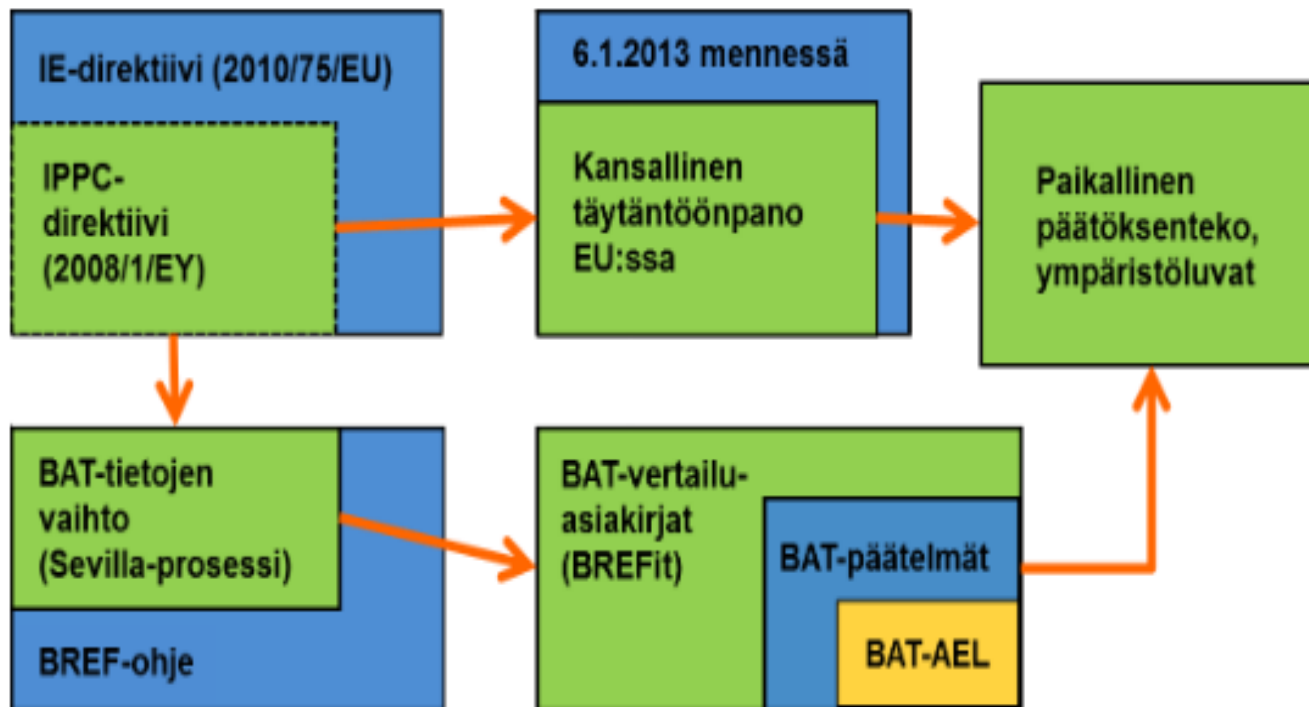 IE-direktiivi (2010/75/EU)
IPPC-
direktiivi
(2008/1/EY)
6.1.2013 mennessä
Kansallinen
täytäntöönpano
EU:ssa
Paikallinen
päätöksenteko,
ympäristöluvat
BAT-tietojen
vaihto
(Sevilla-prosessi)
BREF-ohje
BAT-vertailu-
asiakirjat
(BREFit)
BAT-päätelmät
BAT-AEL